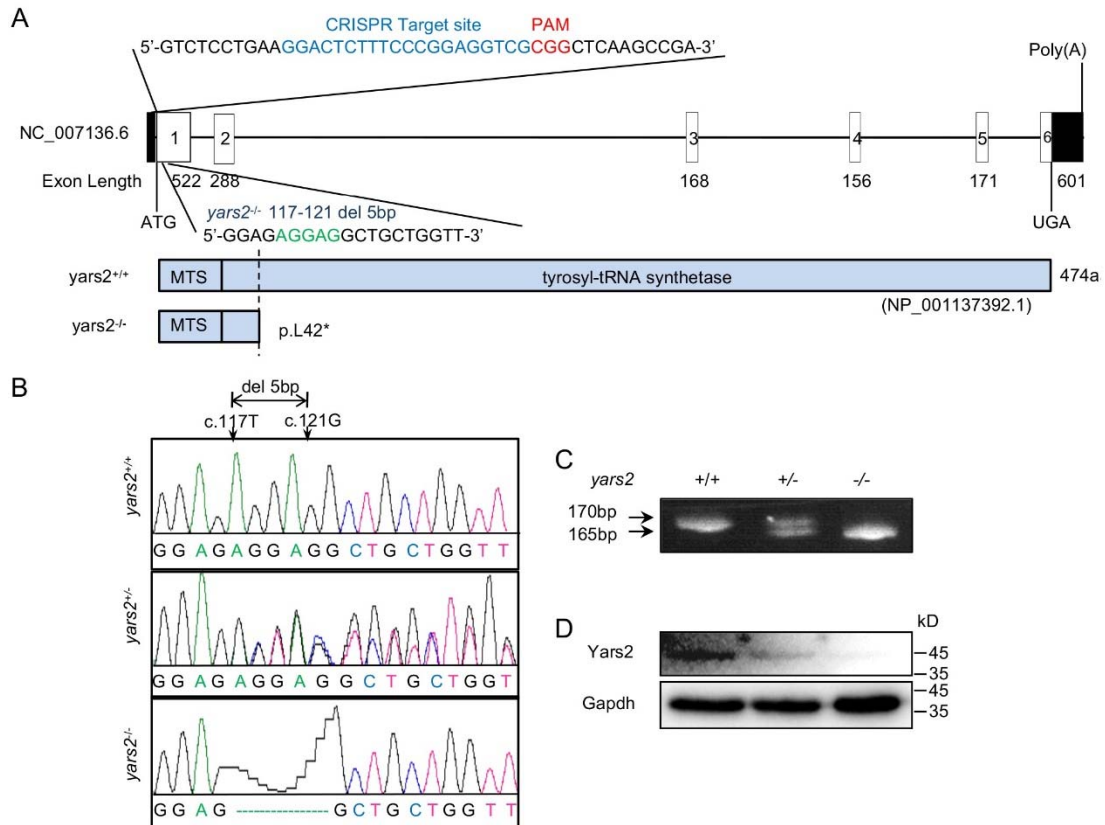 A
CRISPR Target site PAM
5'-GTCTCCTGAAGGACTCTTTCCCGGAGGTCGCGGCTCAAGCCGA-3'
Poly(A)
NC_007136.6
1 2 3 4 5 6
Exon Length 522 288 168 156 171 601
ATG UGA
yars2-/- 117-121 del 5bp
5'-GGAGAGGAGGCTGCTGGTT-3'
yars2+/+ MTS tyrosyl-tRNA synthetase 474a
(NP_001137392.1)
yars2-/- MTS p.L42*
B
del 5bp
c.117T c.121G
yars2+/+
G G A G A G G A G G C T G C T G G T T
yars2+/-
G G A G A G G A G G C T G C T G G T
yars2-/-
G G A G -------------- G C T G C T G G T T
C
yars2 +/+ +/- -/-
170bp
165bp
D
kD
Yars2
45
35
Gapdh
45
35